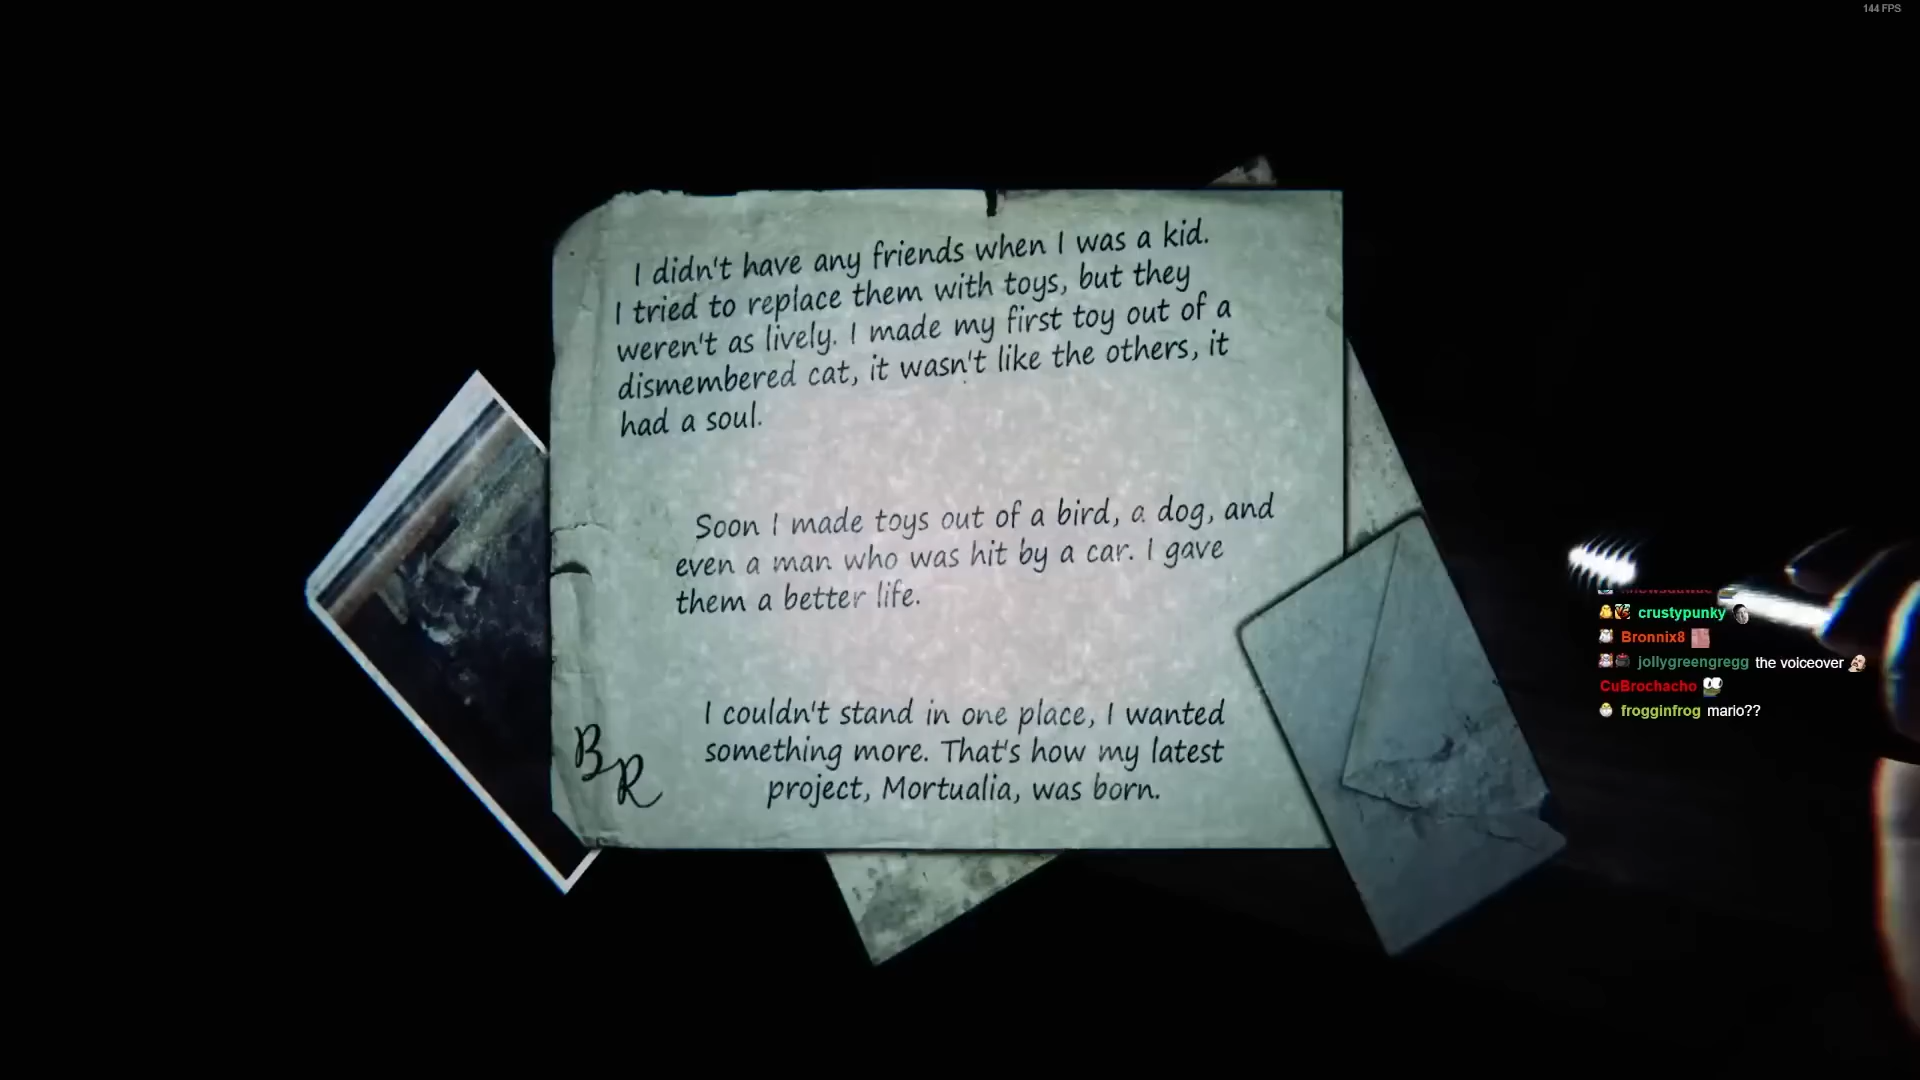 144 FPS
I didn't have any friends when I was a kid.
I tried to replace them with toys, but they
weren't as lively. I made my first toy out of a
dismembered cat, it wasn't like the others, it
had a soul.
Soon I made toys out of a bird, a dog, and
even a man who was hit by a car. I gave
them a better life.
I couldn't stand in one place, I wanted
something more. That's how my latest
project, Mortualia, was born.
BR
crustypunky
Bronnix8
jollygreengregg the voiceover
CuBrochacho
frogginfrog mario??